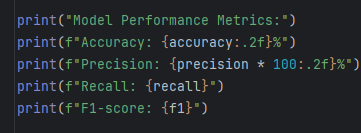 print("Model Performance Metrics:")
print(f"Accuracy: {accuracy:.2f}%")
print(f"Precision: {precision * 100:.2f}%")
print(f"Recall: {recall}")
print(f"F1-score: {f1}")